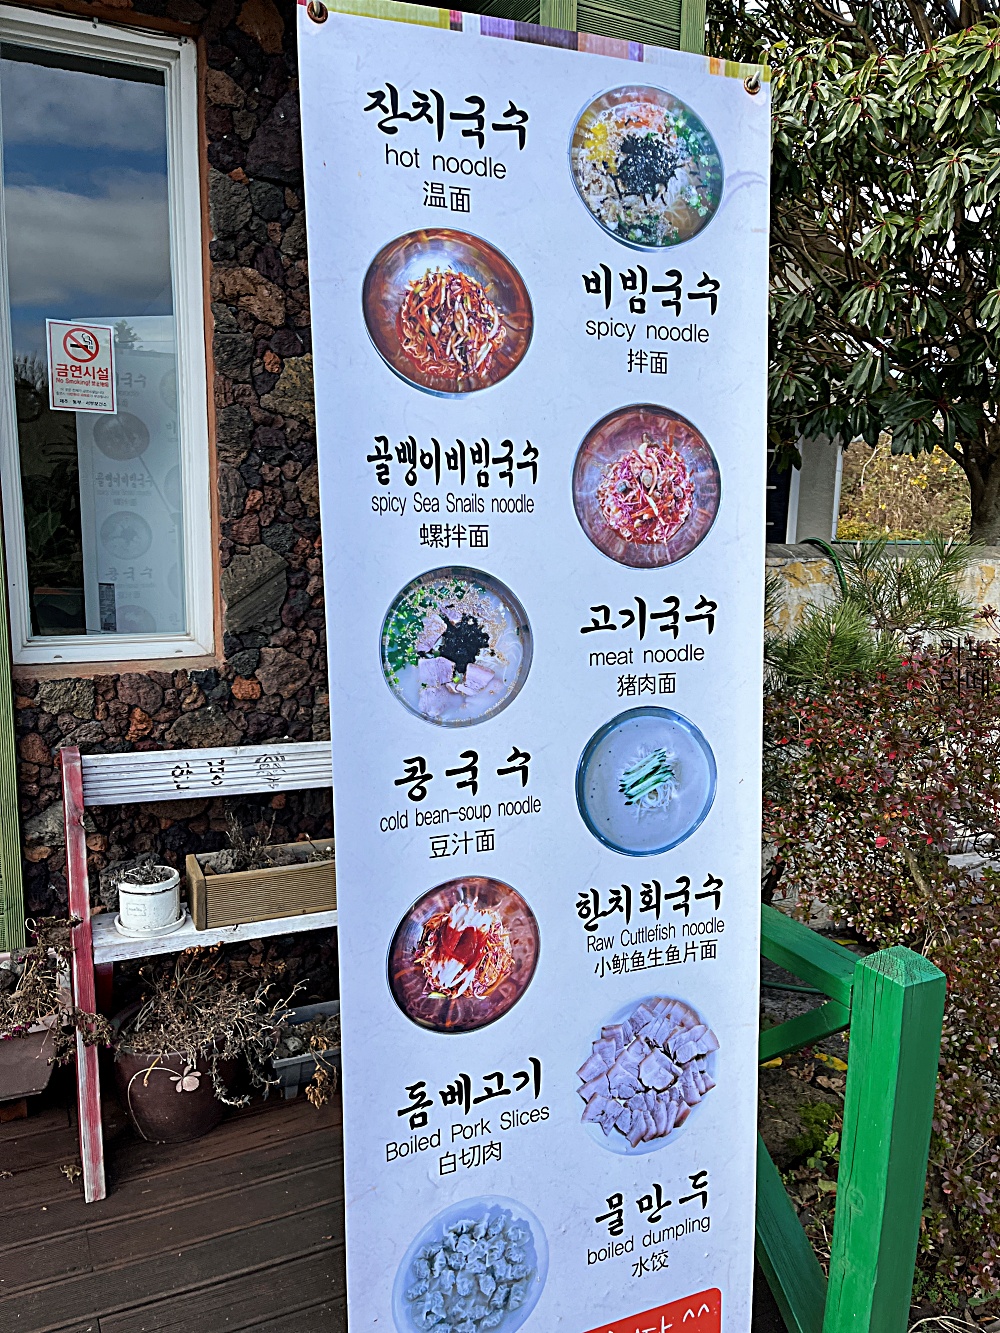 잔치국수
hot noodle
温面
비빔국수
spicy noodle
拌面
골뱅이비빔국수
spicy Sea Snails noodle
螺拌面
고기국수
meat noodle
猪肉面
콩국수
cold bean-soup noodle
豆汁面
한치회국수
Raw Cuttlefish noodle
小鱿鱼生鱼片面
돔베고기
Boiled Pork Slices
白切肉
물만두
boiled dumpling
水饺
^^
금연시설
No Smoking!